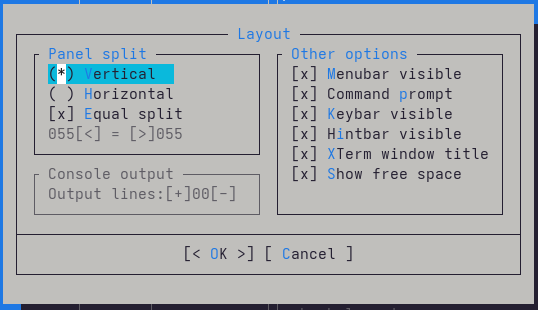 Layout
Panel split
(*) Vertical
( ) Horizontal
[x] Equal split
055[<] = [>]055
Console output
Output lines:[+]00[-]
Other options
[x] Menubar visible
[x] Command prompt
[x] Keybar visible
[x] Hintbar visible
[x] XTerm window title
[x] Show free space
[< OK >] [ Cancel ]